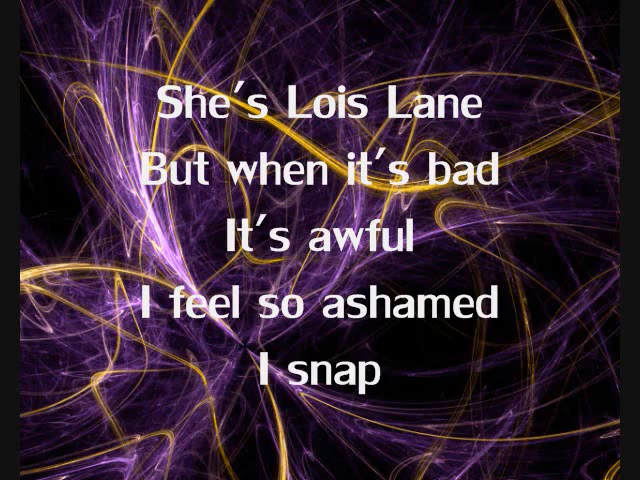 She's Lois Lane
But when it's bad
It's awful
I feel so ashamed
I snap